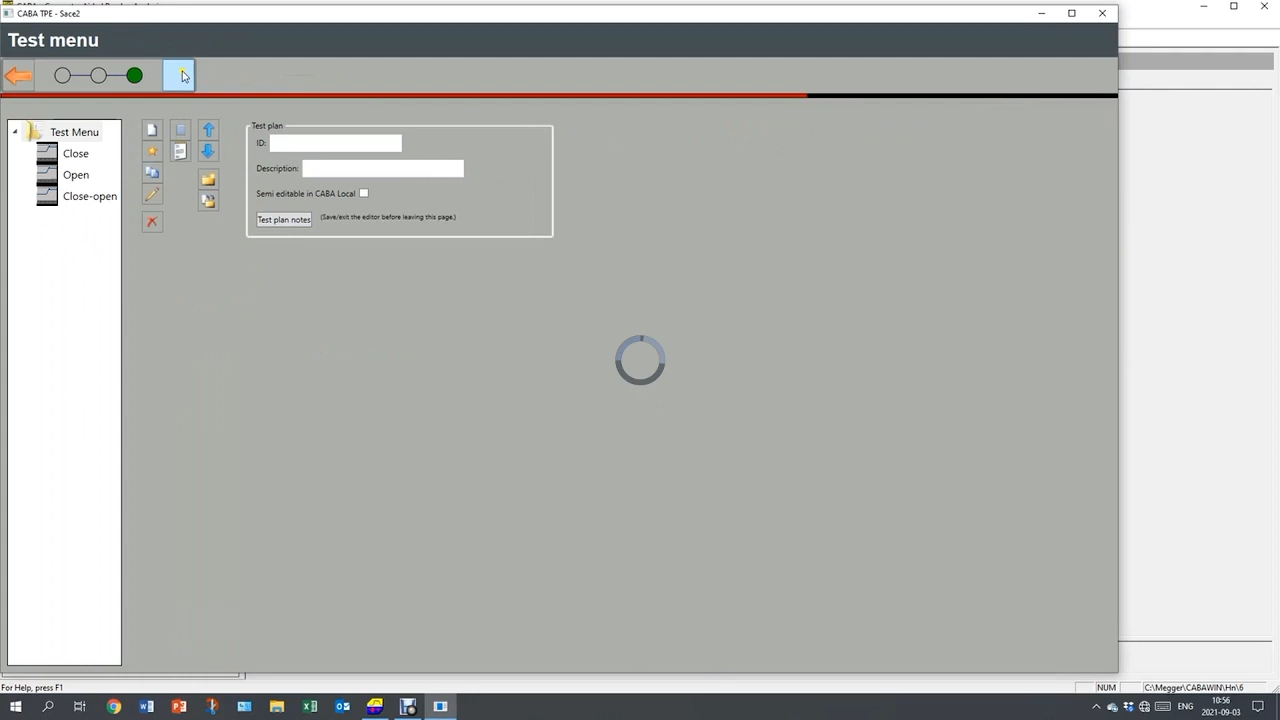 CABA TPE - Sace2
Test menu
Test Menu
Close
Open
Close-open
Test plan
ID:
Description:
Semi editable in CABA Local
Test plan notes
(Save/exit the editor before leaving this page.)
For Help, press F1
NUM
C:\Megger\CABAWIN\Hn\6
ENG
10:56
2021-09-03